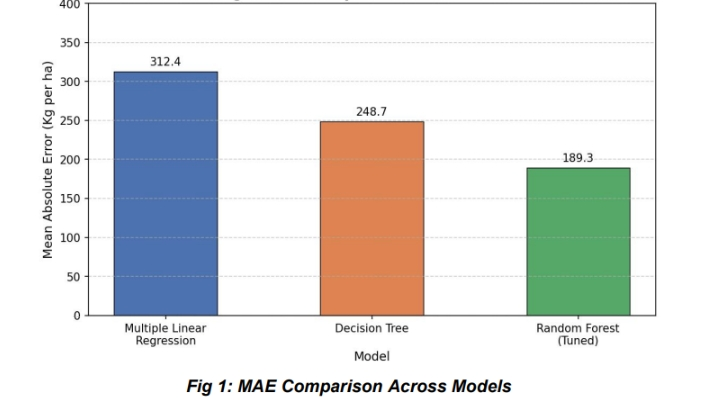 400
350
300
250
200
150
100
50
0
Mean Absolute Error (Kg per ha)
312.4
248.7
189.3
Multiple Linear
Regression
Decision Tree
Random Forest
(Tuned)
Model
Fig 1: MAE Comparison Across Models